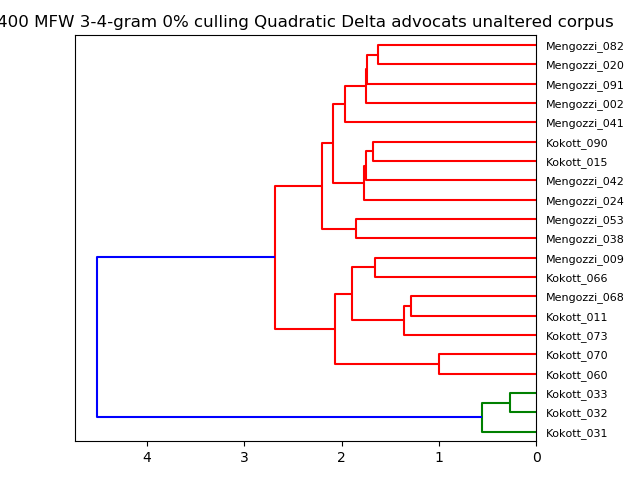 400 MFW 3-4-gram 0% culling Quadratic Delta advocats unaltered corpus
Mengozzi_082
Mengozzi_020
Mengozzi_091
Mengozzi_002
Mengozzi_041
Kokott_090
Kokott_015
Mengozzi_042
Mengozzi_024
Mengozzi_053
Mengozzi_038
Mengozzi_009
Kokott_066
Mengozzi_068
Kokott_011
Kokott_073
Kokott_070
Kokott_060
Kokott_033
Kokott_032
Kokott_031
4 3 2 1 0